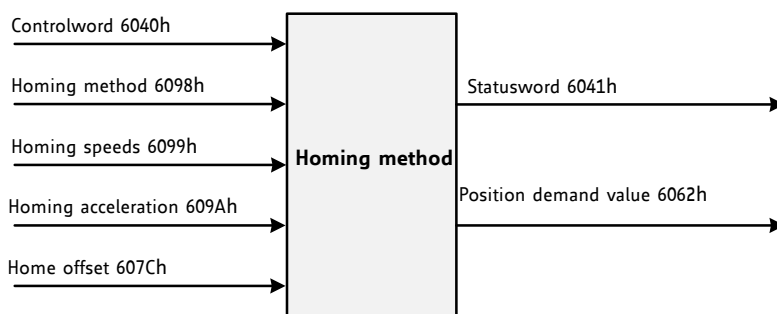 Controlword 6040h
Homing method 6098h
Homing speeds 6099h
Homing acceleration 609Ah
Home offset 607Ch
Homing method
Statusword 6041h
Position demand value 6062h